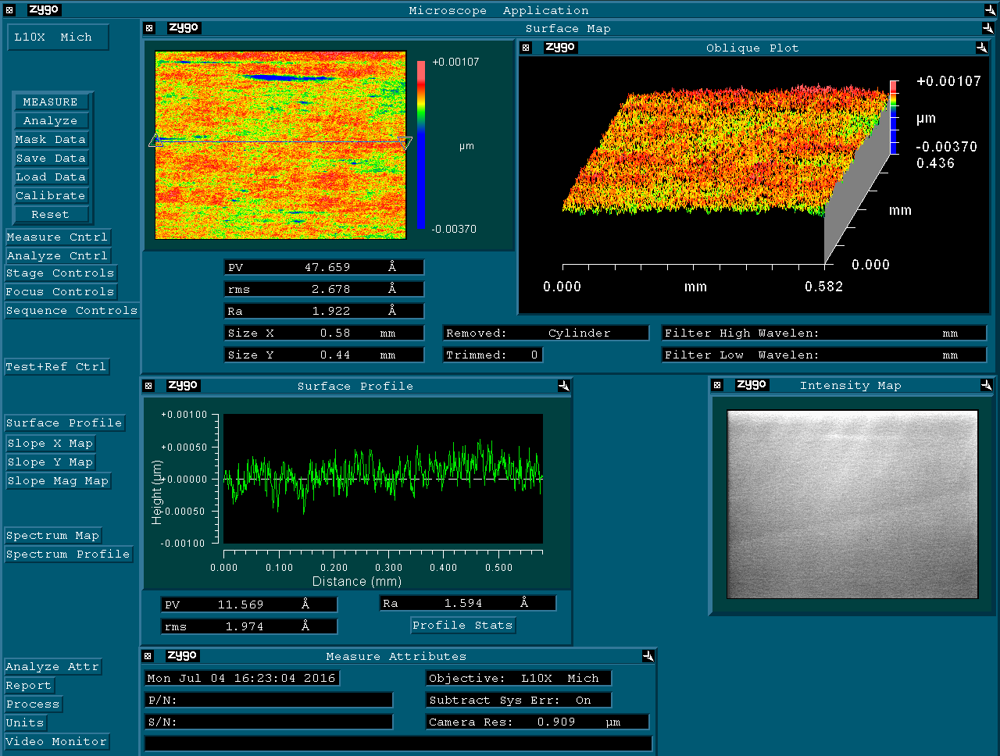 zygo Microscope Application
L10X Mich
MEASURE
Analyze
Mask Data
Save Data
Load Data
Calibrate
Reset
Measure Cntrl
Analyze Cntrl
Stage Controls
Focus Controls
Sequence Controls
Test+Ref Ctrl
Surface Profile
Slope X Map
Slope Y Map
Slope Mag Map
Spectrum Map
Spectrum Profile
Analyze Attr
Report
Process
Units
Video Monitor
zygo Surface Map
+0.00107
µm
-0.00370
zygo Oblique Plot
+0.00107
µm
-0.00370
0.436
mm
0.000
0.000 mm 0.582
PV 47.659 Å
rms 2.678 Å
Ra 1.922 Å
Size X 0.58 mm
Size Y 0.44 mm
Removed: Cylinder
Trimmed: 0
Filter High Wavelen: mm
Filter Low Wavelen: mm
zygo Surface Profile
+0.00100
+0.00050
+0.00000
-0.00050
-0.00100
Height (µm)
0.000 0.100 0.200 0.300 0.400 0.500
Distance (mm)
PV 11.569 Å
rms 1.974 Å
Ra 1.594 Å
Profile Stats
zygo Intensity Map
zygo Measure Attributes
Mon Jul 04 16:23:04 2016
P/N:
S/N:
Objective: L10X Mich
Subtract Sys Err: On
Camera Res: 0.909 µm